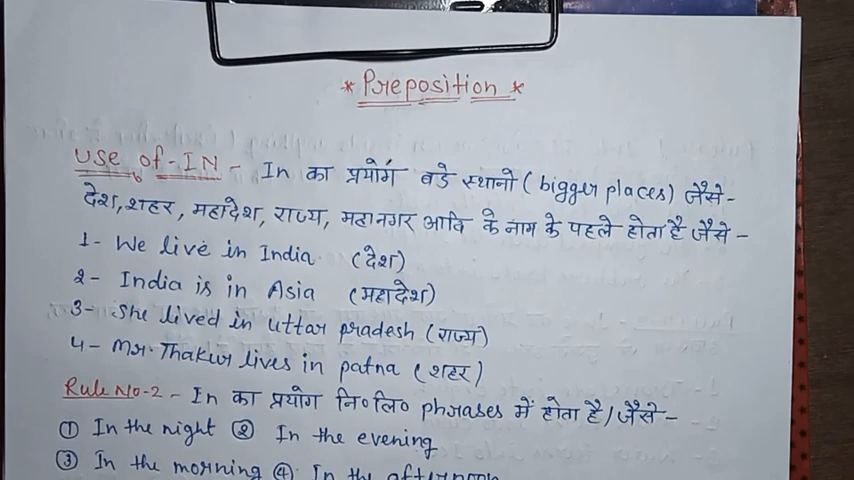 * Preposition *
Use of-IN - In का प्रयोग बडे स्थानो (bigger places) जैसे-
देश, शहर, महादेश, राज्य, महानगर आदि के नाम के पहले होता है जैसे -
1- We live in India (देश)
2- India is in Asia (महादेश)
3- She lived in uttar pradesh (राज्य)
4- Mr. Thakur lives in patna (शहर)
Rule No-2 - In का प्रयोग नि०लि० phrases में होता है/जैसे-
① In the night ② In the evening
③ In the morning ④ In the afternoon